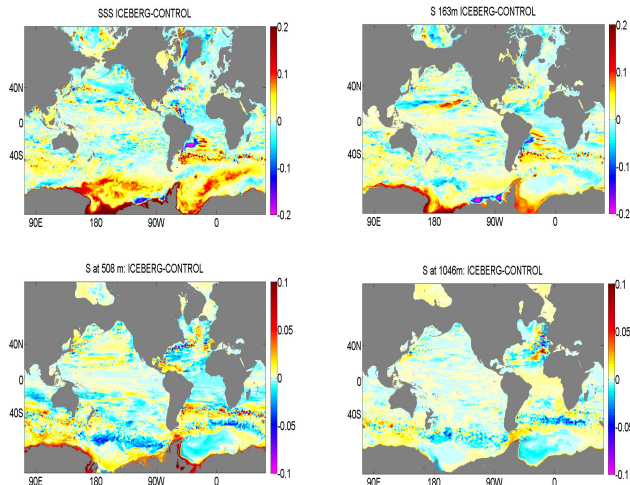 SSS ICEBERG-CONTROL
0.2
0.1
0
-0.1
-0.2
40N
0
40S
90E 180 90W 0
S 163m ICEBERG-CONTROL
0.2
0.1
0
-0.1
-0.2
40N
0
40S
90E 180 90W 0
S at 508 m: ICEBERG-CONTROL
0.1
0.05
0
-0.05
-0.1
40N
0
40S
90E 180 90W 0
S at 1046m: ICEBERG-CONTROL
0.1
0.05
0
-0.05
-0.1
40N
0
40S
90E 180 90W 0